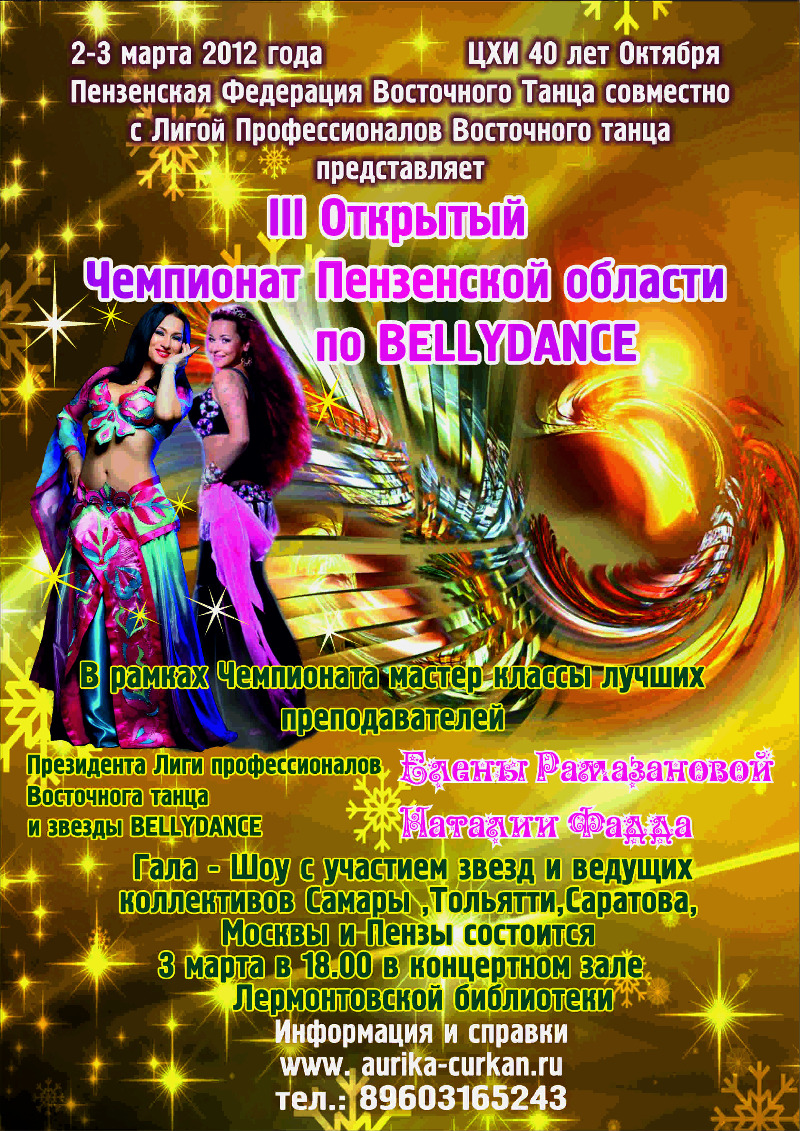 2-3 марта 2012 года ЦХИ 40 лет Октября
Пензенская Федерация Восточного Танца совместно
с Лигой Профессионалов Восточного танца
представляет
III Открытый
Чемпионат Пензенской области
по BELLYDANCE
В рамках Чемпионата мастер классы лучших
преподавателей
Президента Лиги профессионалов
Восточнога танца
и звезды BELLYDANCE
Елены Рамазановой
Наталии Фадда
Гала - Шоу с участием звезд и ведущих
коллективов Самары ,Тольятти,Саратова,
Москвы и Пензы состоится
3 марта в 18.00 в концертном зале
Лермонтовской библиотеки
Информация и справки
www. aurika-curkan.ru
тел.: 89603165243